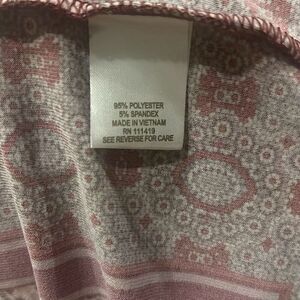 95% POLYESTER
5% SPANDEX
MADE IN VIETNAM
RN 111419
SEE REVERSE FOR CARE